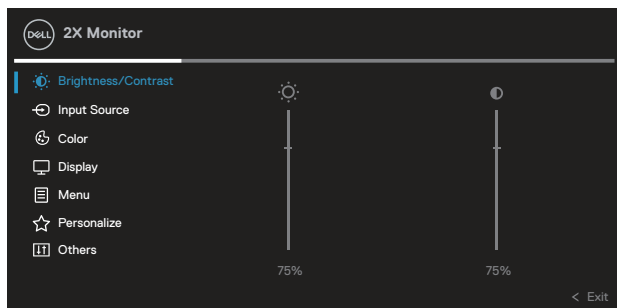 DELL 2X Monitor
Brightness/Contrast
Input Source
Color
Display
Menu
Personalize
Others
75% 75%
< Exit